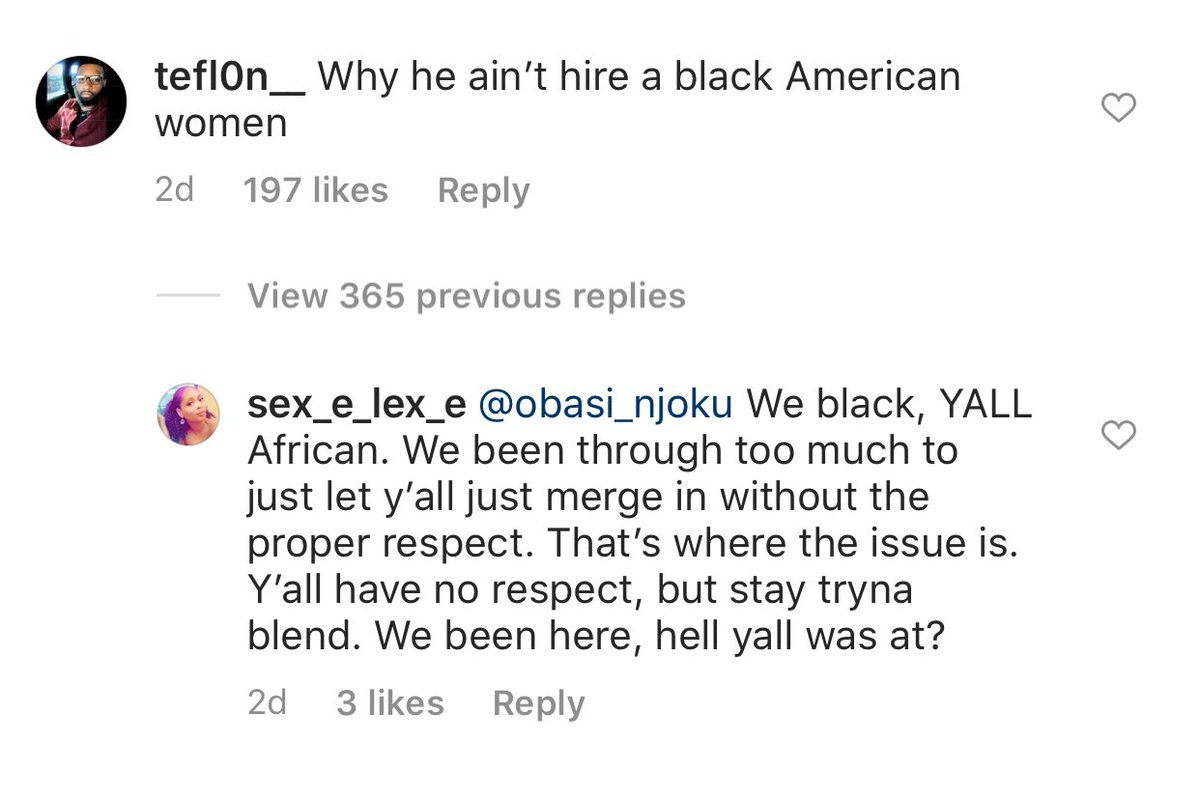 tefl0n__ Why he ain’t hire a black American
women
2d 197 likes Reply
View 365 previous replies
sex_e_lex_e @obasi_njoku We black, YALL
African. We been through too much to
just let y’all just merge in without the
proper respect. That’s where the issue is.
Y’all have no respect, but stay tryna
blend. We been here, hell yall was at?
2d 3 likes Reply